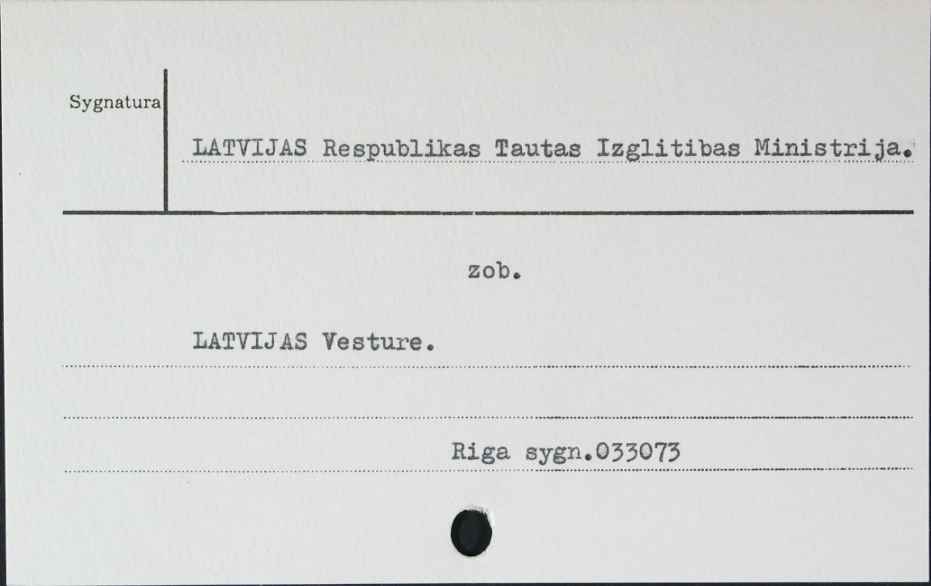 Sygnatura
LATVIJAS Respublikas Tautas Izglitibas Ministrija.
zob.
LATVIJAS Vesture.
Riga sygn.033073